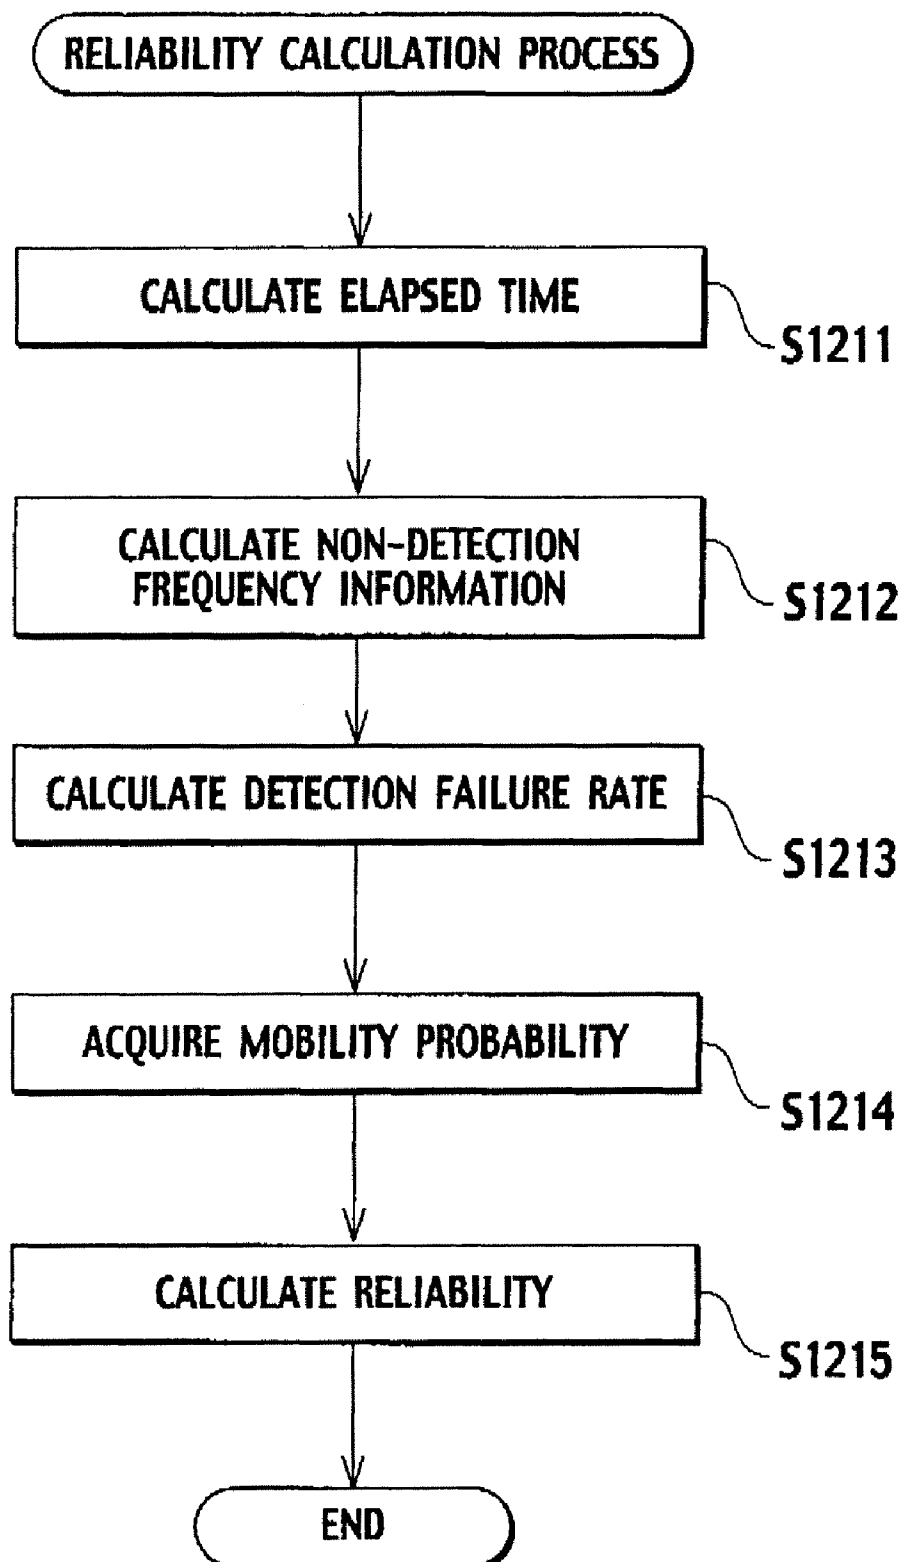 RELIABILITY CALCULATION PROCESS
CALCULATE ELAPSED TIME
S1211
CALCULATE NON-DETECTION
FREQUENCY INFORMATION
S1212
CALCULATE DETECTION FAILURE RATE
S1213
ACQUIRE MOBILITY PROBABILITY
S1214
CALCULATE RELIABILITY
S1215
END